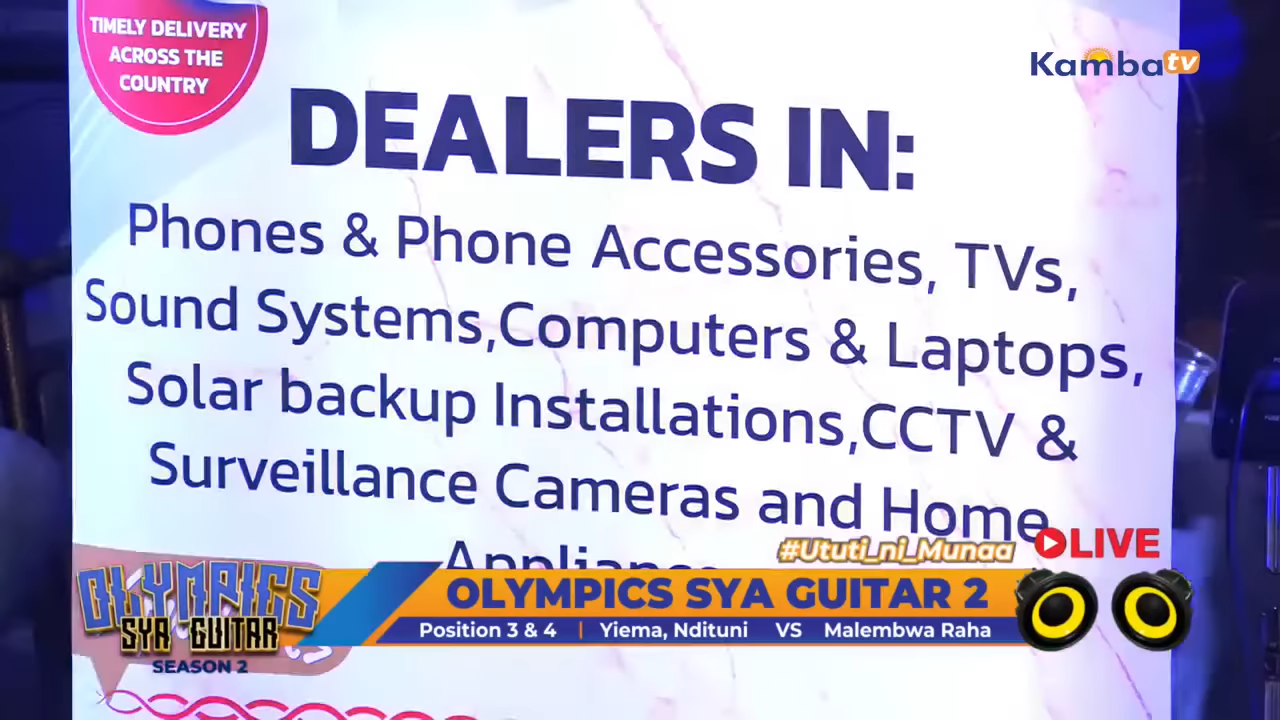 TIMELY DELIVERY
ACROSS THE
COUNTRY
Kamba tv
DEALERS IN:
Phones & Phone Accessories, TVs,
Sound Systems,Computers & Laptops,
Solar backup Installations,CCTV &
Surveillance Cameras and Home
#Ututi_ni_Munaa
LIVE
OLYMPICS
SYA GUITAR
SEASON 2
OLYMPICS SYA GUITAR 2
Position 3 & 4 | Yiema, Ndituni VS Malembwa Raha